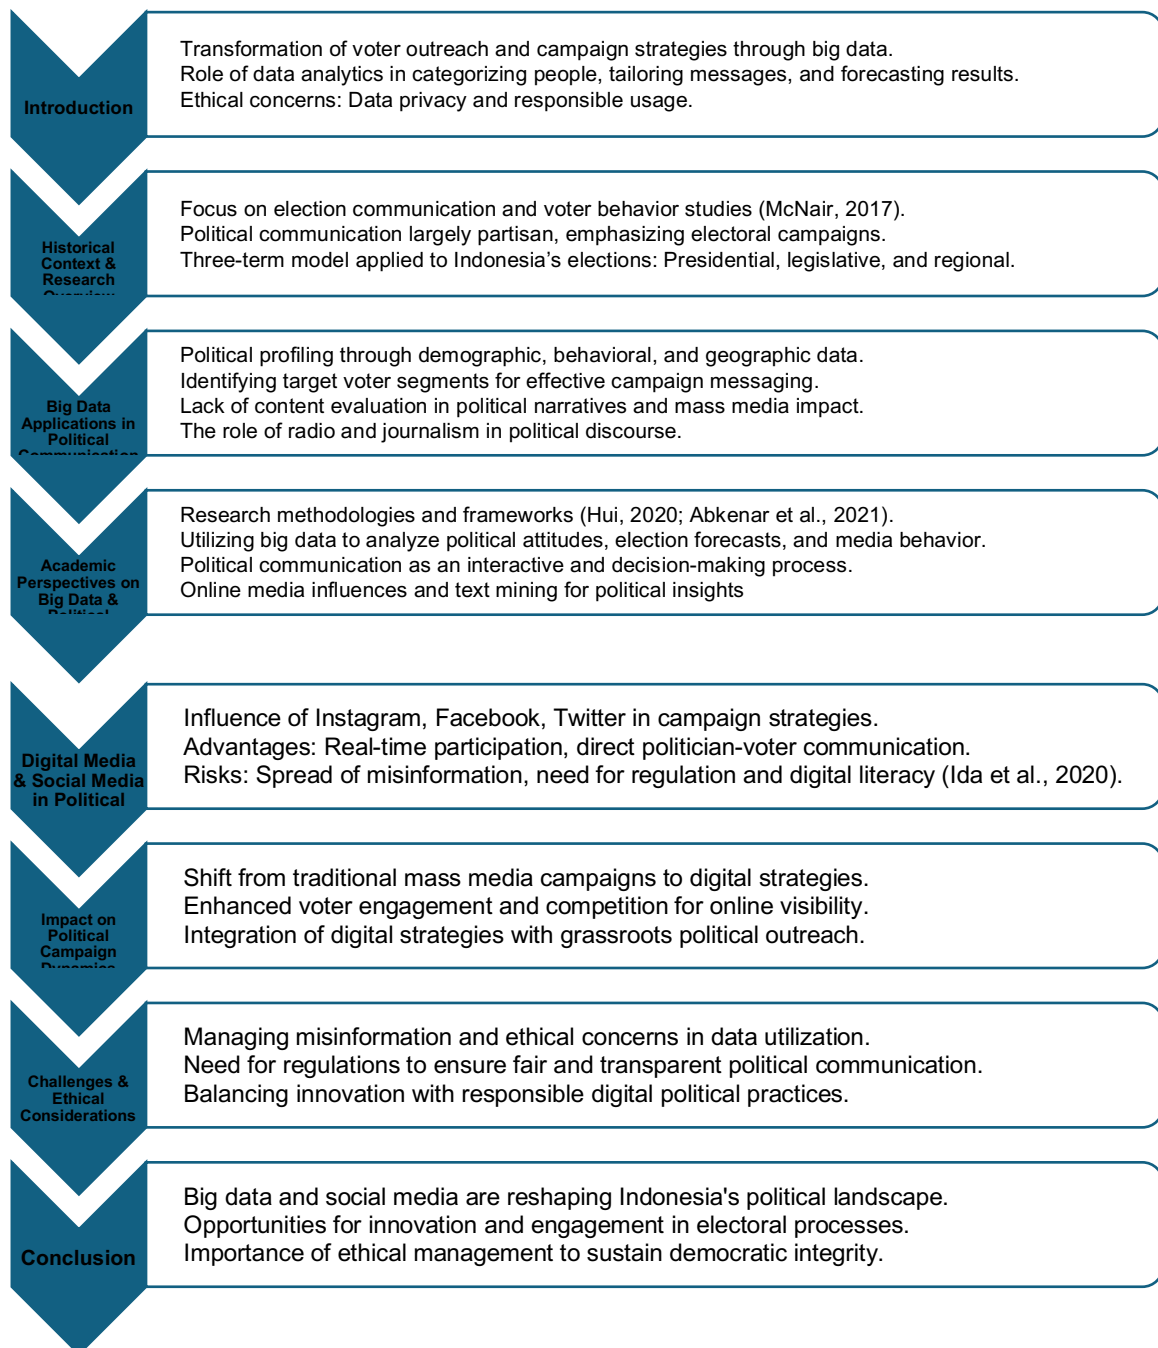 Introduction
Transformation of voter outreach and campaign strategies through big data.
Role of data analytics in categorizing people, tailoring messages, and forecasting results.
Ethical concerns: Data privacy and responsible usage.
Historical
Context &
Research
Overview
Focus on election communication and voter behavior studies (McNair, 2017).
Political communication largely partisan, emphasizing electoral campaigns.
Three-term model applied to Indonesia’s elections: Presidential, legislative, and regional.
Big Data
Applications in
Political
Communication
Political profiling through demographic, behavioral, and geographic data.
Identifying target voter segments for effective campaign messaging.
Lack of content evaluation in political narratives and mass media impact.
The role of radio and journalism in political discourse.
Academic
Perspectives on
Big Data &
Political
Research methodologies and frameworks (Hui, 2020; Abkenar et al., 2021).
Utilizing big data to analyze political attitudes, election forecasts, and media behavior.
Political communication as an interactive and decision-making process.
Online media influences and text mining for political insights
Digital Media
& Social Media
in Political
Influence of Instagram, Facebook, Twitter in campaign strategies.
Advantages: Real-time participation, direct politician-voter communication.
Risks: Spread of misinformation, need for regulation and digital literacy (Ida et al., 2020).
Impact on
Political
Campaign
Dynamics
Shift from traditional mass media campaigns to digital strategies.
Enhanced voter engagement and competition for online visibility.
Integration of digital strategies with grassroots political outreach.
Challenges &
Ethical
Considerations
Managing misinformation and ethical concerns in data utilization.
Need for regulations to ensure fair and transparent political communication.
Balancing innovation with responsible digital political practices.
Conclusion
Big data and social media are reshaping Indonesia's political landscape.
Opportunities for innovation and engagement in electoral processes.
Importance of ethical management to sustain democratic integrity.